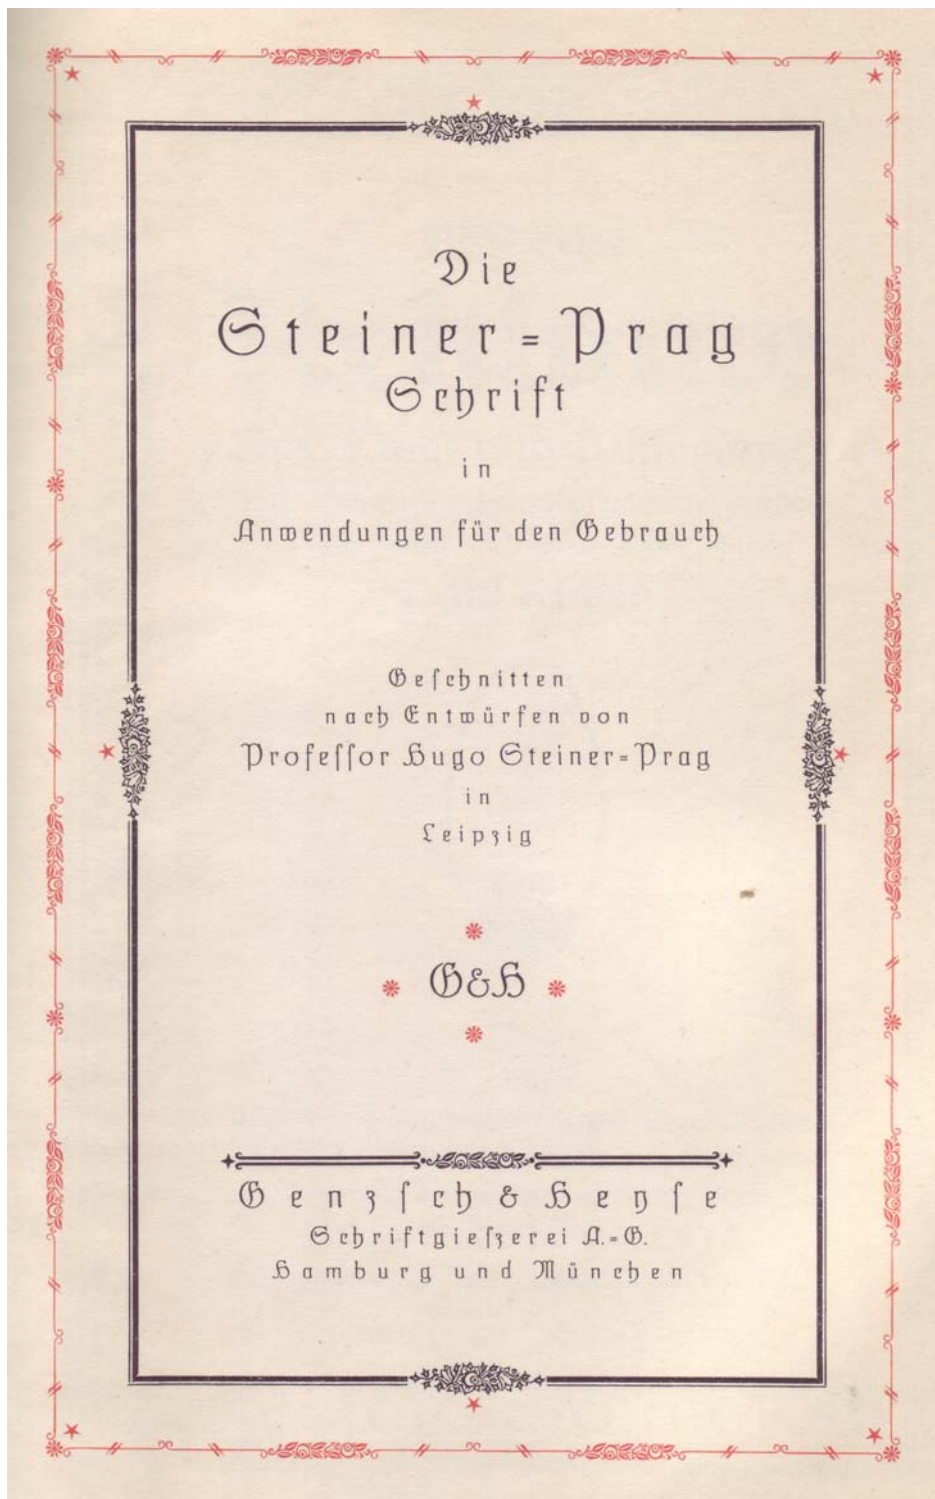 Die
Steiner=Prag
Schrift
in
Anwendungen für den Gebrauch
Geſchnitten
nach Entwürfen von
Profeſſor Hugo Steiner=Prag
in
Leipzig
G&H
Genzſch & Heyſe
Schriftgieſzerei A.=G.
Hamburg und München